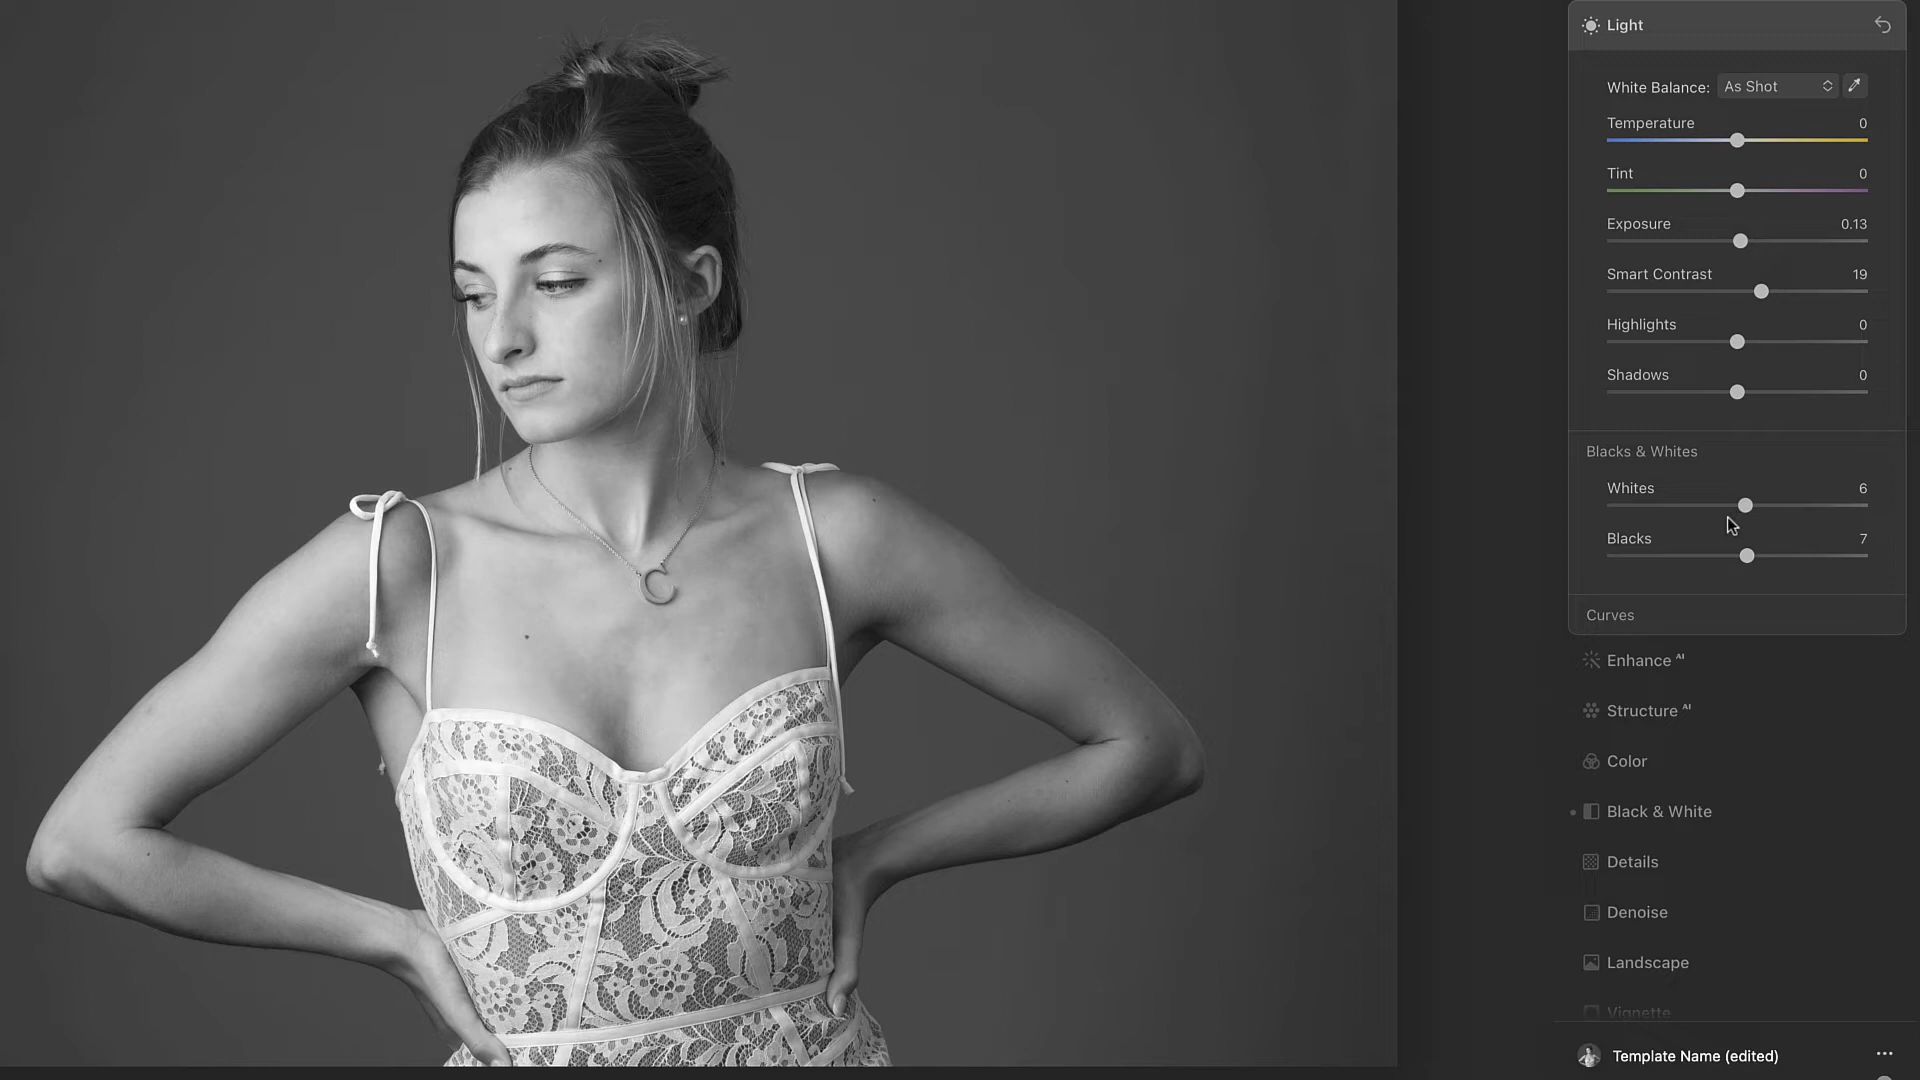 Light
White Balance: As Shot
Temperature 0
Tint 0
Exposure 0.13
Smart Contrast 19
Highlights 0
Shadows 0
Blacks & Whites
Whites 6
Blacks 7
Curves
Enhance AI
Structure AI
Color
Black & White
Details
Denoise
Landscape
Vignette
Template Name (edited)